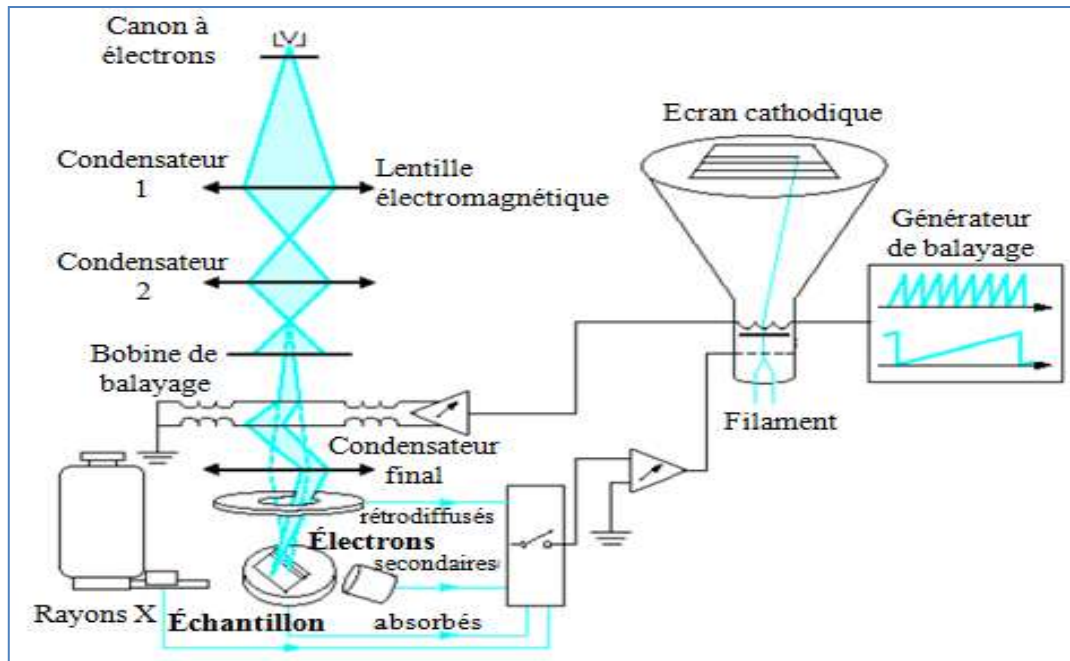 Canon à
électrons
Ecran cathodique
Condensateur
1
Lentille
électromagnétique
Générateur
de balayage
Condensateur
2
Bobine de
balayage
Filament
Condensateur
final
rétrodiffusés
Électrons
secondaires
Rayons X
Échantillon
absorbés